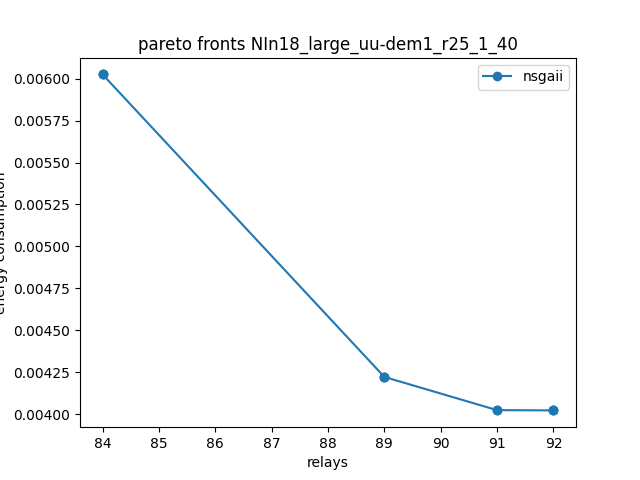 pareto fronts NIn18_large_uu-dem1_r25_1_40
nsgaii
0.00600
0.00575
0.00550
0.00525
0.00500
0.00475
0.00450
0.00425
0.00400
energy consumption
84 85 86 87 88 89 90 91 92
relays